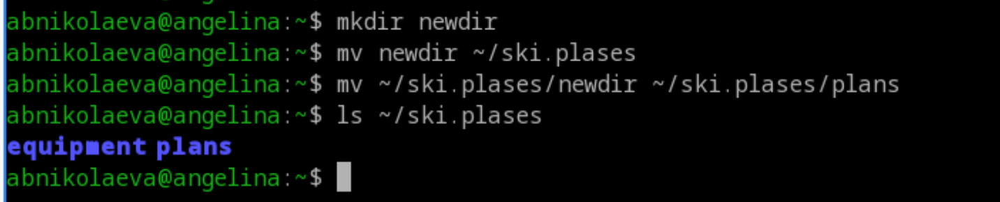 abnikolaeva@angelina:~$ mkdir newdir
abnikolaeva@angelina:~$ mv newdir ~/ski.plases
abnikolaeva@angelina:~$ mv ~/ski.plases/newdir ~/ski.plases/plans
abnikolaeva@angelina:~$ ls ~/ski.plases
equipment plans
abnikolaeva@angelina:~$